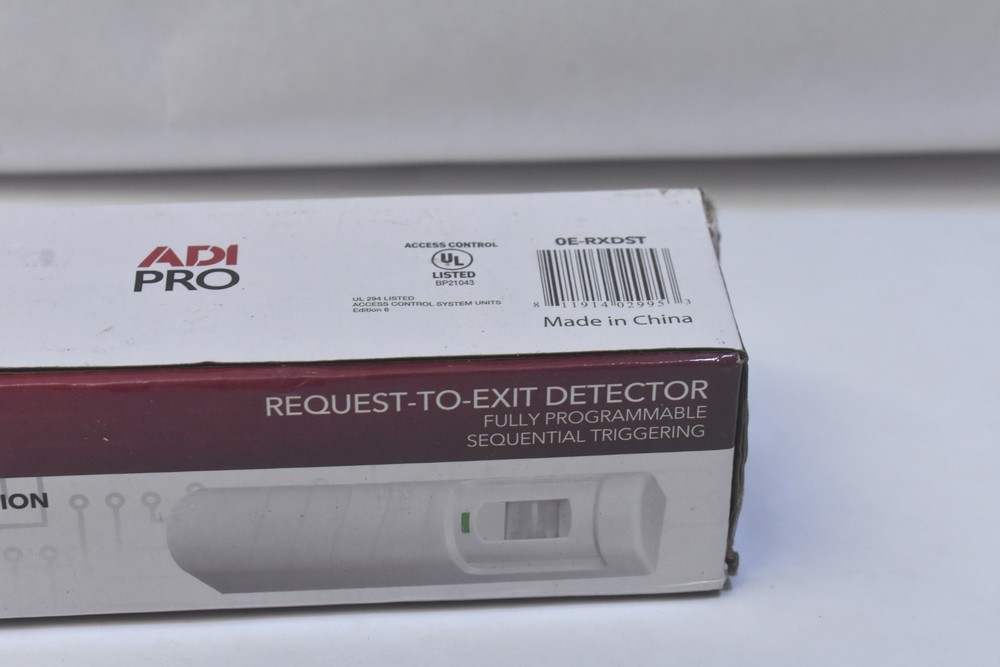 ADI
PRO
ACCESS CONTROL
UL
LISTED
BP21043
UL 294 LISTED
ACCESS CONTROL SYSTEM UNITS
Edition 6
0E-RXDST
8 11914 02995 3
Made in China
REQUEST-TO-EXIT DETECTOR
FULLY PROGRAMMABLE
SEQUENTIAL TRIGGERING
ION